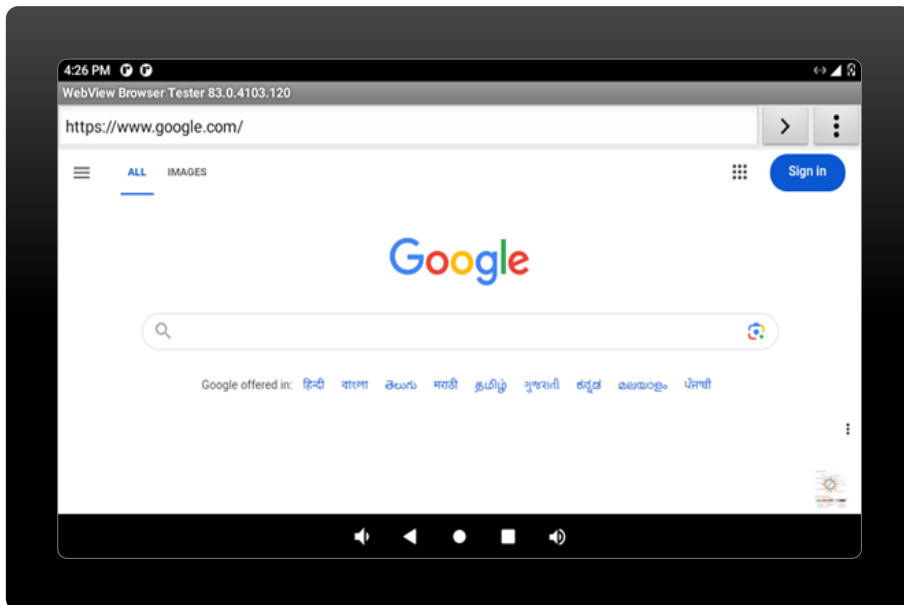 4:26 PM
WebView Browser Tester 83.0.4103.120
https://www.google.com/
ALL IMAGES Sign in
Google
Google offered in: हिन्दी বাংলা తెలుగు मराठी தமிழ் ગુજરાતી ಕನ್ನಡ മലയാളം ਪੰਜਾਬੀ